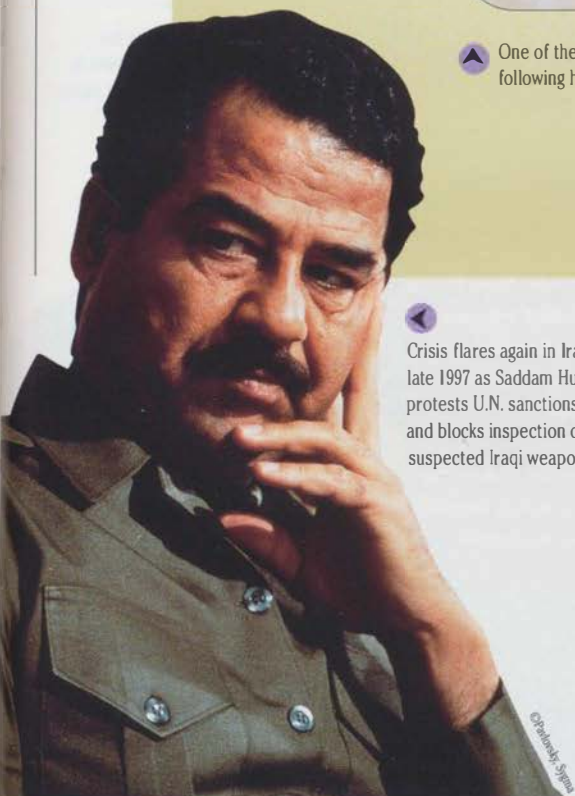 One of the
following
Crisis flares again in
late 1997 as Saddam
protests U.N. sanctions
and blocks inspection
suspected Iraqi
©Pavlovsky, Sygma